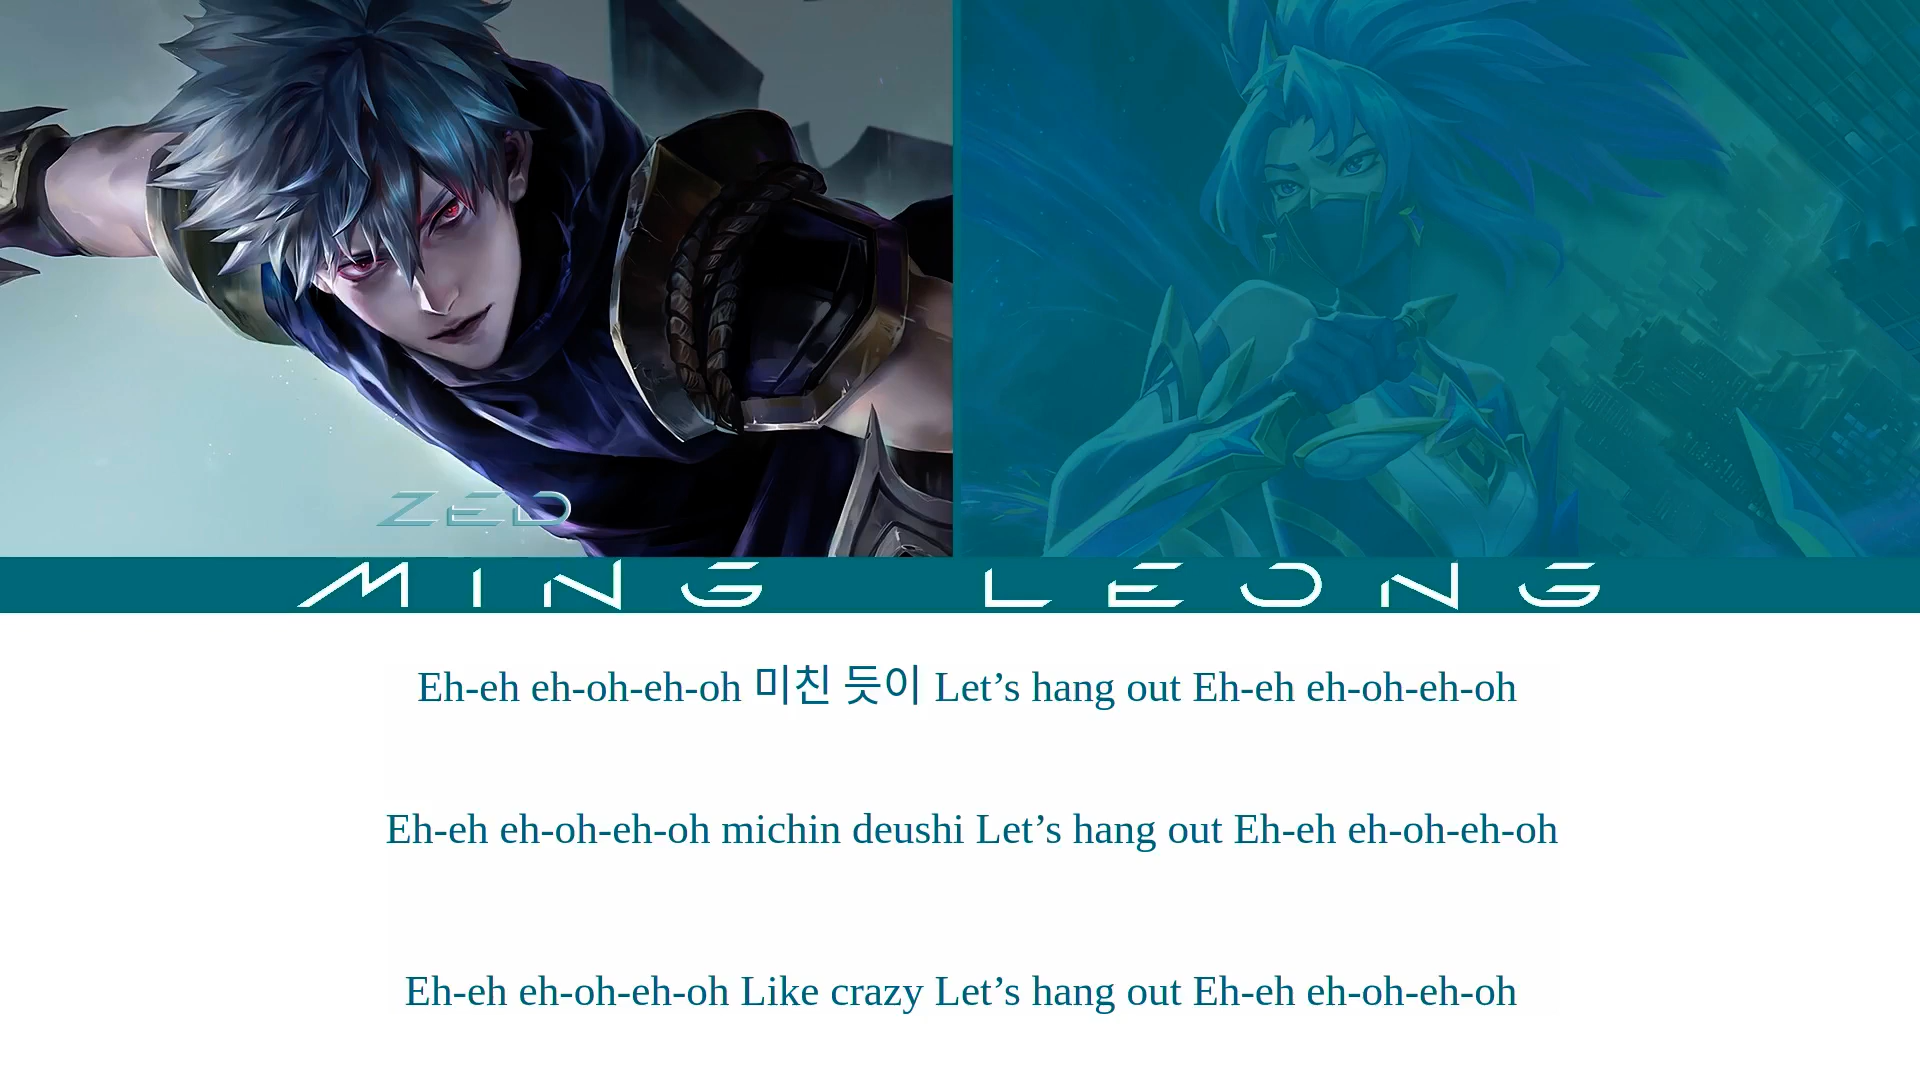 ZED
MING LEONG
Eh-eh eh-oh-eh-oh 미친 듯이 Let’s hang out Eh-eh eh-oh-eh-oh
Eh-eh eh-oh-eh-oh michin deushi Let’s hang out Eh-eh eh-oh-eh-oh
Eh-eh eh-oh-eh-oh Like crazy Let’s hang out Eh-eh eh-oh-eh-oh